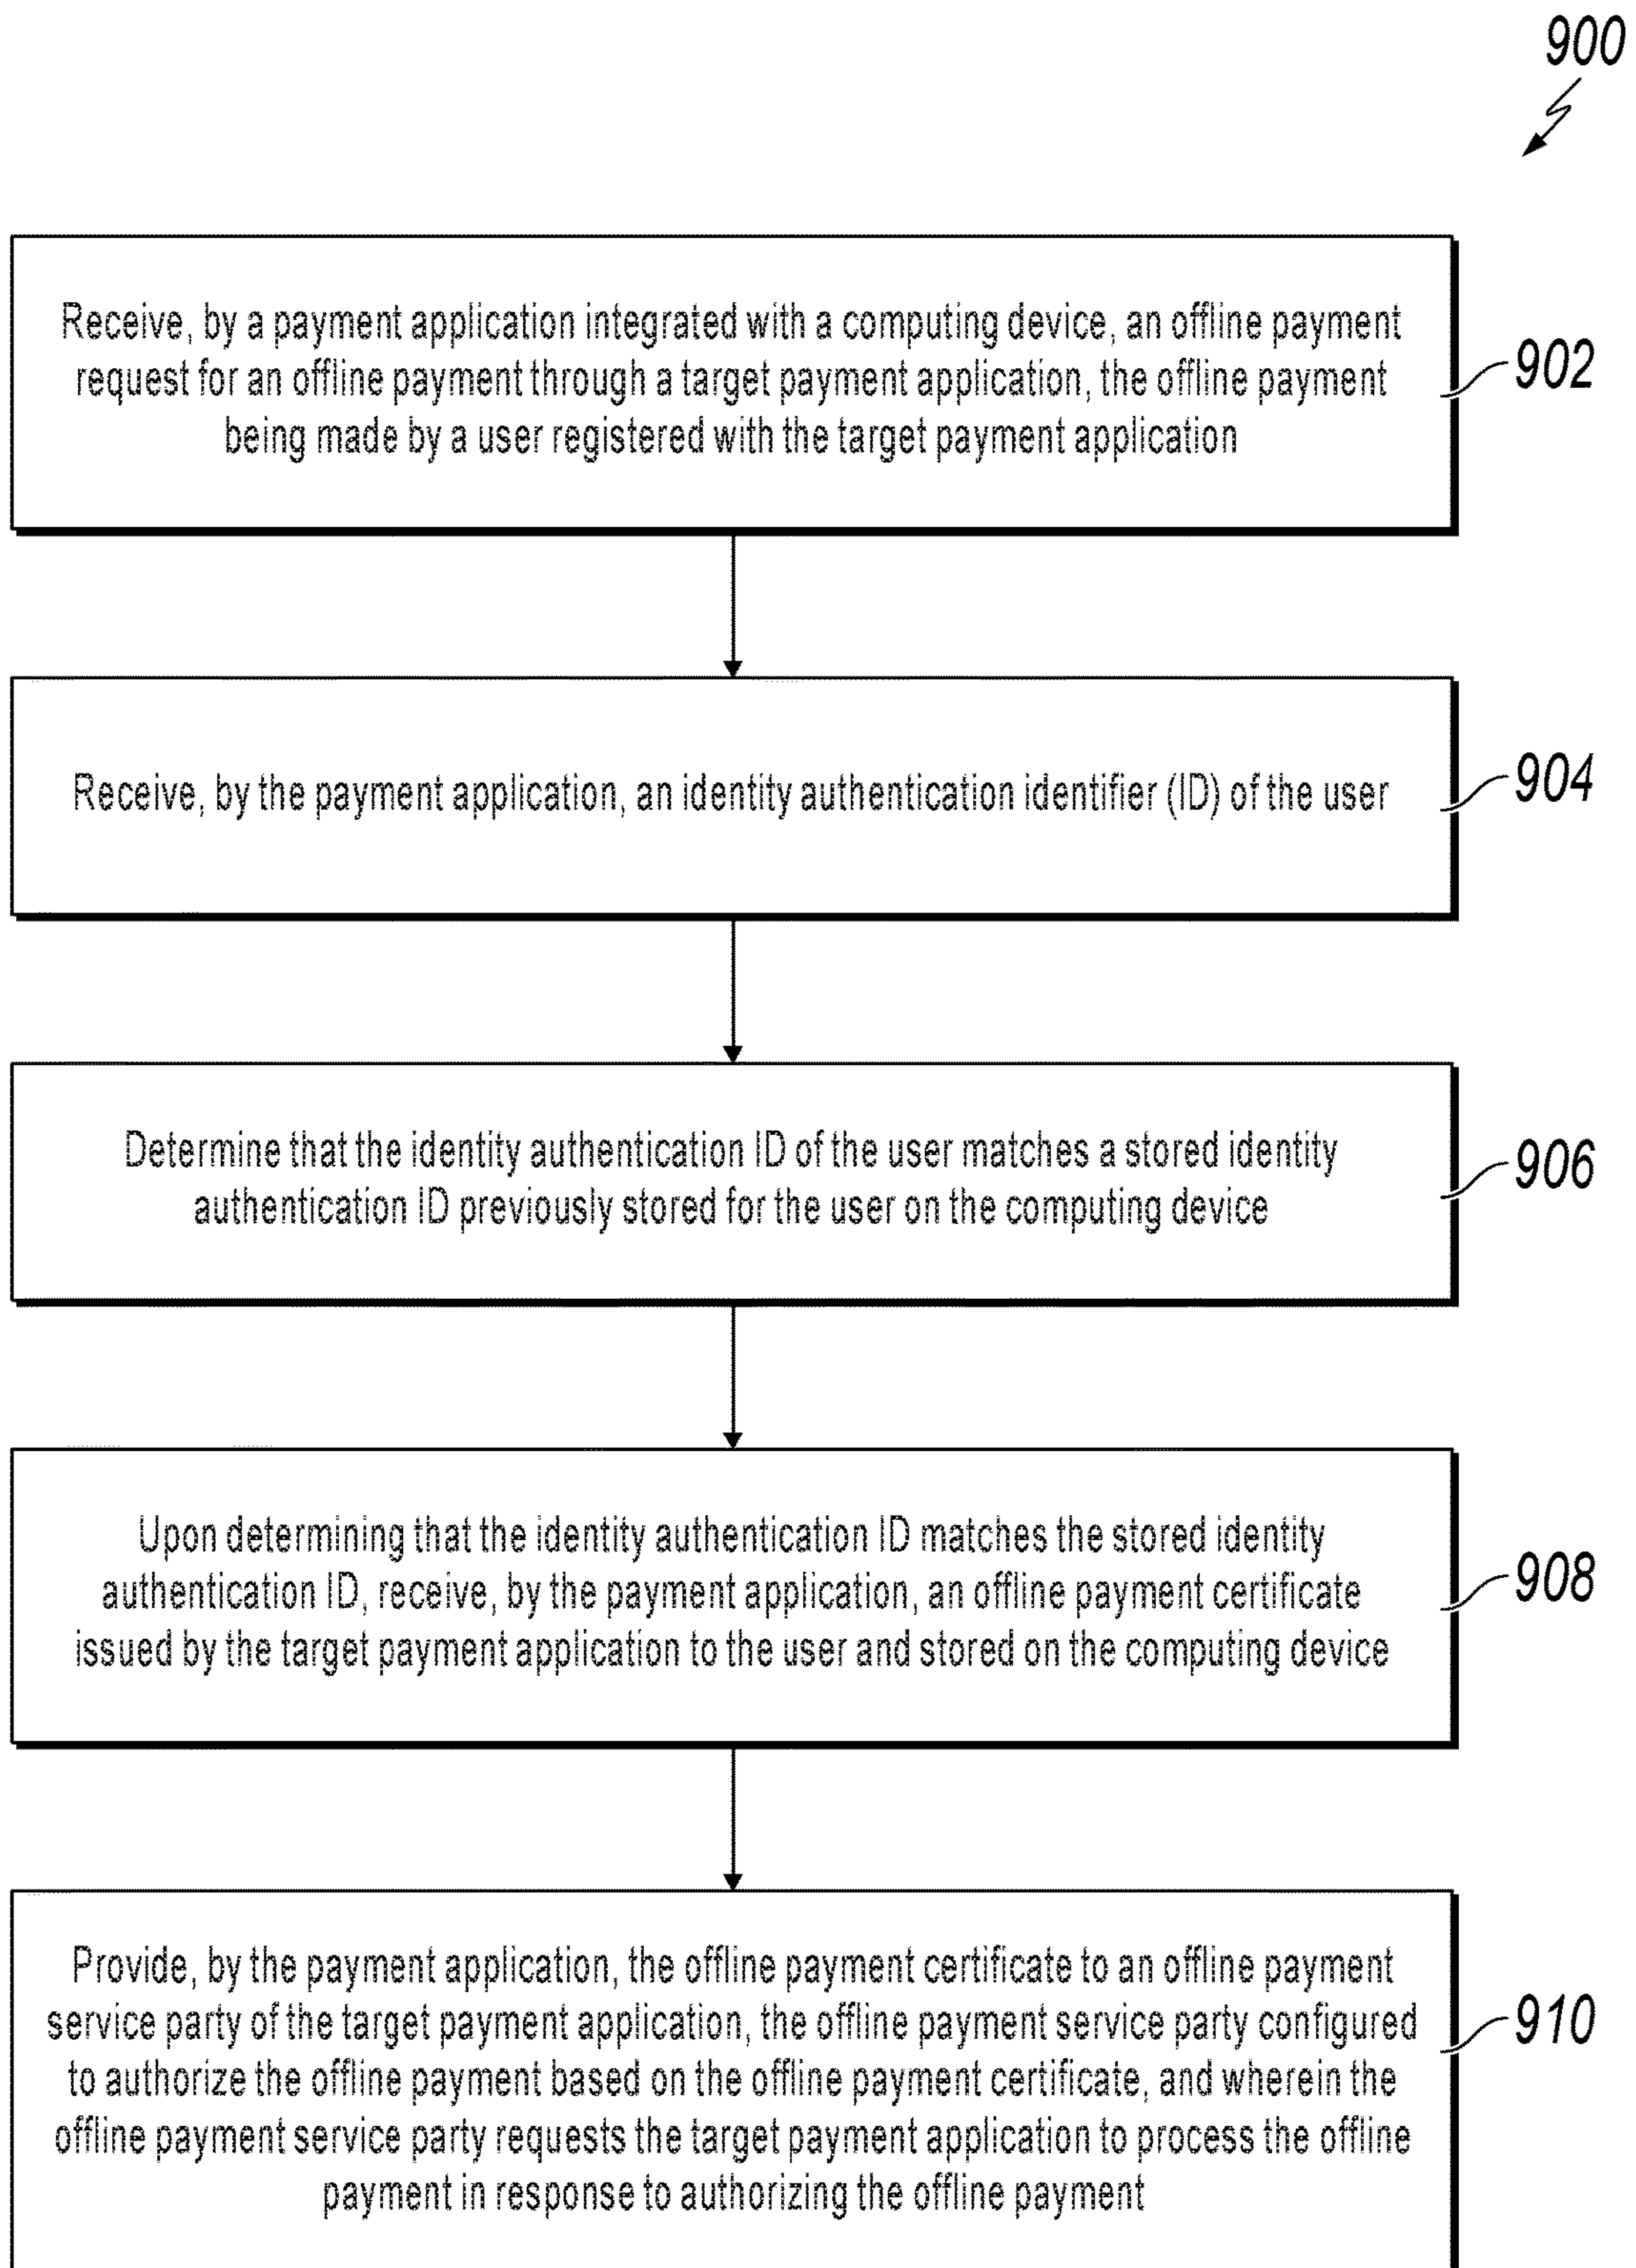 900
Receive, by a payment application integrated with a computing device, an offline payment
request for an offline payment through a target payment application, the offline payment
being made by a user registered with the target payment application
902
Receive, by the payment application, an identity authentication identifier (ID) of the user
904
Determine that the identity authentication ID of the user matches a stored identity
authentication ID previously stored for the user on the computing device
906
Upon determining that the identity authentication ID matches the stored identity
authentication ID, receive, by the payment application, an offline payment certificate
issued by the target payment application to the user and stored on the computing device
908
Provide, by the payment application, the offline payment certificate to an offline payment
service party of the target payment application, the offline payment service party configured
to authorize the offline payment based on the offline payment certificate, and wherein the
offline payment service party requests the target payment application to process the offline
payment in response to authorizing the offline payment
910